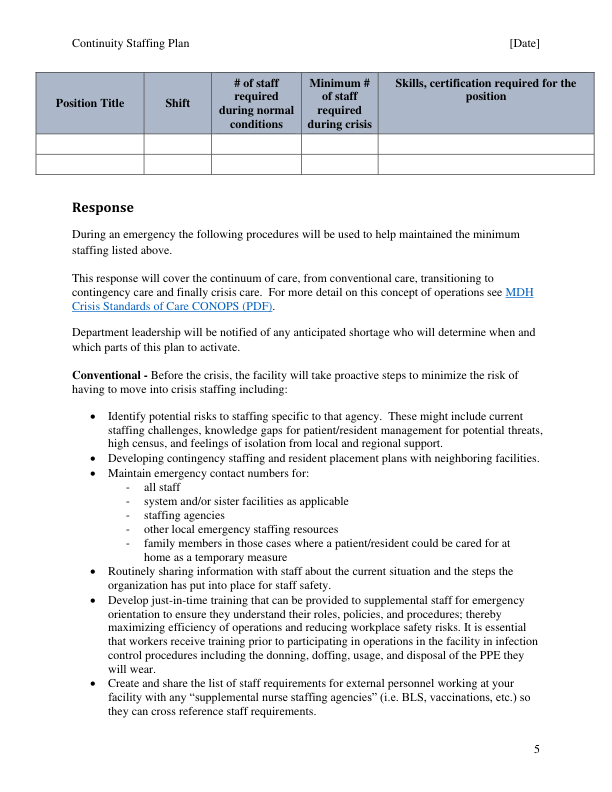 Continuity Staffing Plan [Date]
Position Title Shift # of staff required during normal conditions Minimum # of staff required during crisis Skills, certification required for the position
Response
During an emergency the following procedures will be used to help maintained the minimum
staffing listed above.
This response will cover the continuum of care, from conventional care, transitioning to
contingency care and finally crisis care.  For more detail on this concept of operations see MDH
Crisis Standards of Care CONOPS (PDF).
Department leadership will be notified of any anticipated shortage who will determine when and
which parts of this plan to activate.
Conventional - Before the crisis, the facility will take proactive steps to minimize the risk of
having to move into crisis staffing including:
• Identify potential risks to staffing specific to that agency.  These might include current
staffing challenges, knowledge gaps for patient/resident management for potential threats,
high census, and feelings of isolation from local and regional support.
• Developing contingency staffing and resident placement plans with neighboring facilities.
• Maintain emergency contact numbers for:
- all staff
- system and/or sister facilities as applicable
- staffing agencies
- other local emergency staffing resources
- family members in those cases where a patient/resident could be cared for at
home as a temporary measure
• Routinely sharing information with staff about the current situation and the steps the
organization has put into place for staff safety.
• Develop just-in-time training that can be provided to supplemental staff for emergency
orientation to ensure they understand their roles, policies, and procedures; thereby
maximizing efficiency of operations and reducing workplace safety risks. It is essential
that workers receive training prior to participating in operations in the facility in infection
control procedures including the donning, doffing, usage, and disposal of the PPE they
will wear.
• Create and share the list of staff requirements for external personnel working at your
facility with any “supplemental nurse staffing agencies” (i.e. BLS, vaccinations, etc.) so
they can cross reference staff requirements.
5